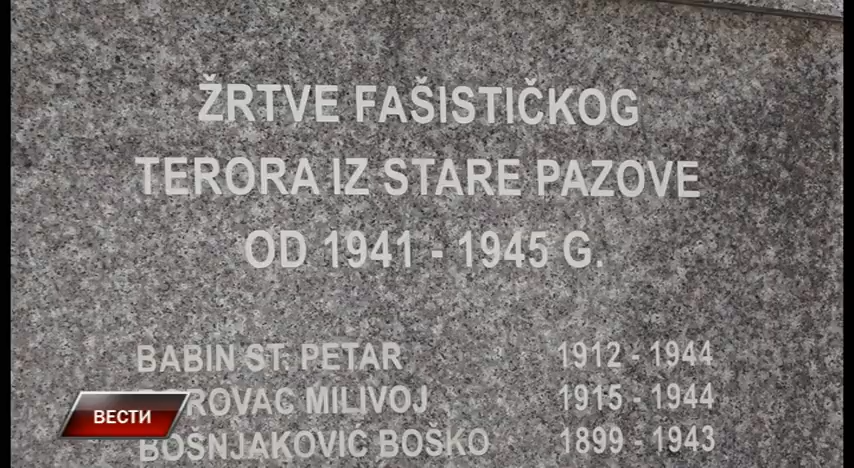 ŽRTVE FAŠISTIČKOG
TERORA IZ STARE PAZOVE
OD 1941 - 1945 G.
BABIN ST. PETAR 1912 - 1944
MILIVOJ 1915 - 1944
BOŠNJAKOVIĆ BOŠKO 1899 - 1943
ВЕСТИ